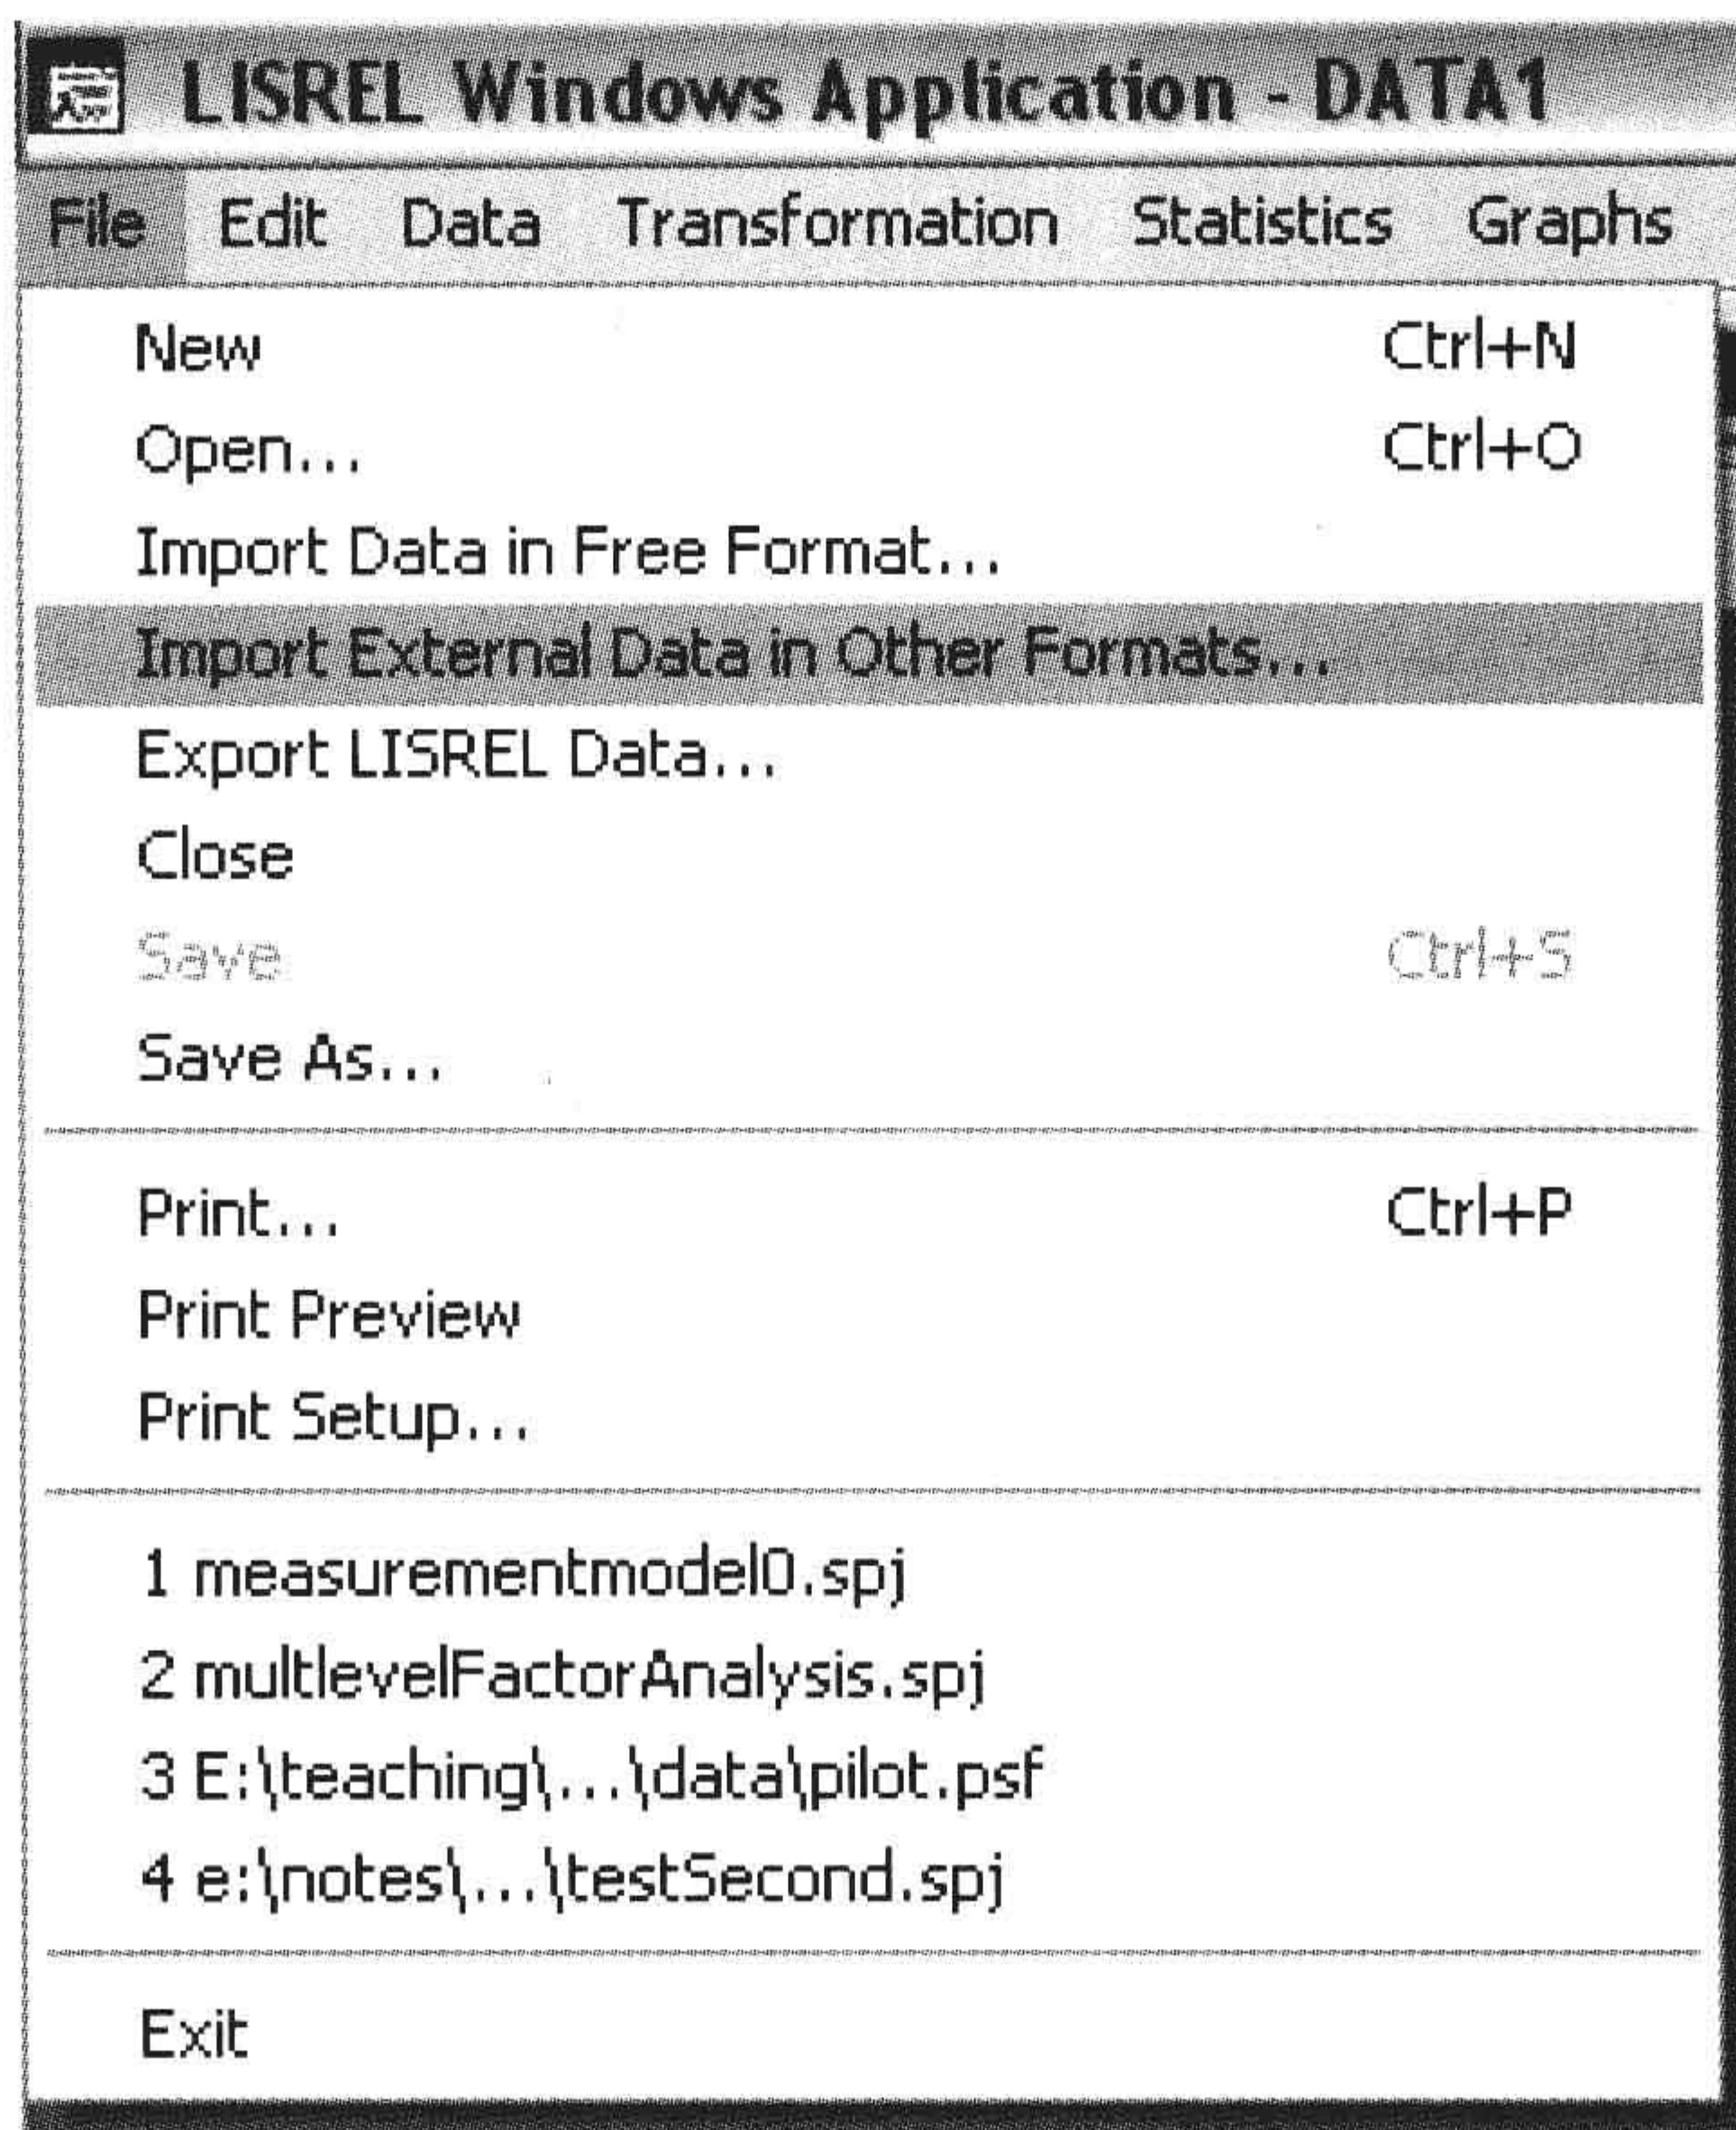 LISREL Windows Application - DATA1
File Edit Data Transformation Statistics Graphs
New Ctrl+N
Open... Ctrl+O
Import Data in Free Format...
Import External Data in Other Formats...
Export LISREL Data...
Close
Save Ctrl+S
Save As...
Print... Ctrl+P
Print Preview
Print Setup...
1 measurementmodel0.spj
2 multlevelFactorAnalysis.spj
3 E:\teaching\...\data\pilot.psf
4 e:\notes\...\testSecond.spj
Exit